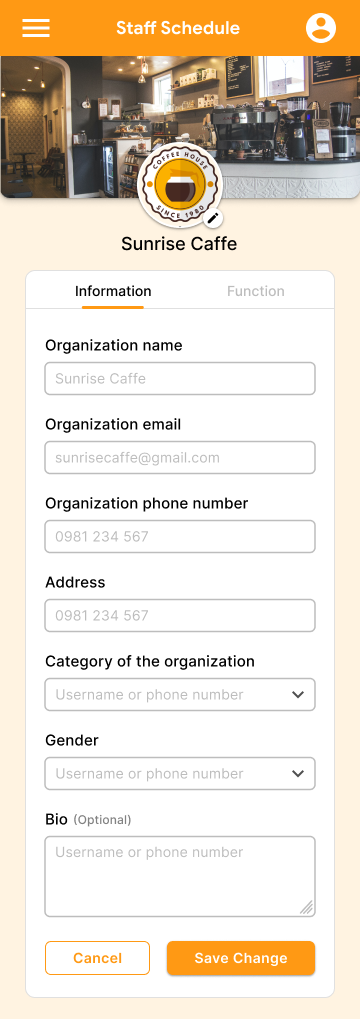 Staff Schedule
COFFEE HOUSE
SINCE 1980
Sunrise Caffe
Information
Function
Organization name
Sunrise Caffe
Organization email
sunrisecaffe@gmail.com
Organization phone number
0981 234 567
Address
0981 234 567
Category of the organization
Username or phone number
Gender
Username or phone number
Bio (Optional)
Username or phone number
Cancel
Save Change